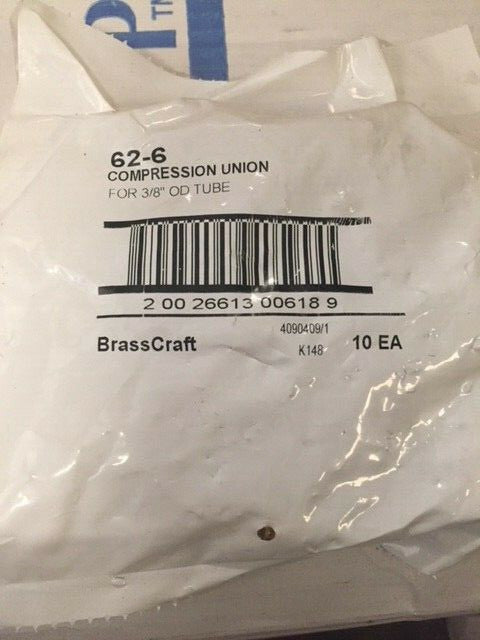 P
TM
62-6
COMPRESSION UNION
FOR 3/8" OD TUBE
2 00 26613 00618 9
4090409/1
BrassCraft K148 10 EA